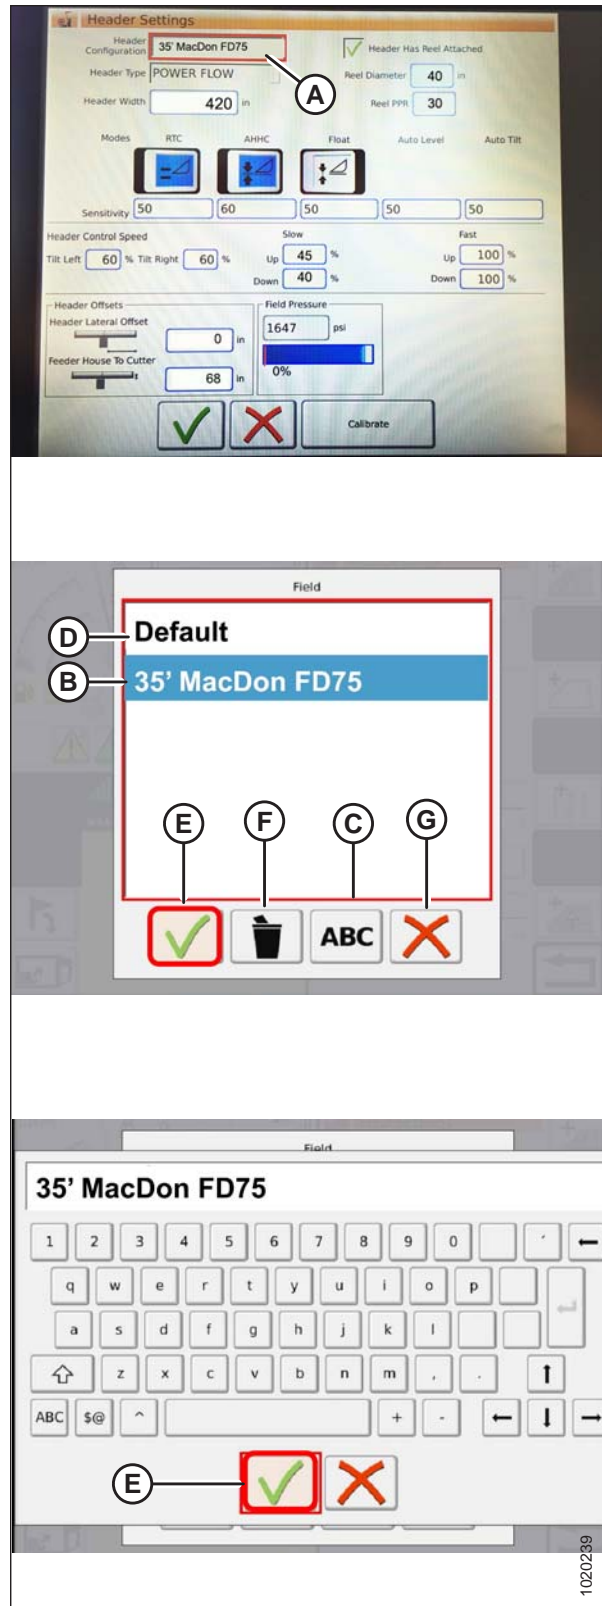 Header Settings
Header
Configuration 35' MacDon FD75 Header Has Reel Attached
A
Header Type POWER FLOW Reel Diameter 40 in
Header Width 420 in Reel PPR 30
Modes RTC AHHC Float Auto Level Auto Tilt
Sensitivity 50 60 50 50 50
Header Control Speed Slow Fast
Tilt Left 60 % Tilt Right 60 % Up 45 % Up 100 %
Down 40 % Down 100 %
Header Offsets Field Pressure
Header Lateral Offset
0 in 1647 psi
Feeder House To Cutter
68 in 0%
Calibrate
Field
D Default
B 35' MacDon FD75
E F C G
ABC
Field
35' MacDon FD75
1 2 3 4 5 6 7 8 9 0 ´ ←
q w e r t y u i o p
a s d f g h j k l
z x c v b n m , . ↑
ABC $@ ^ + - ← ↓ →
E
1020239